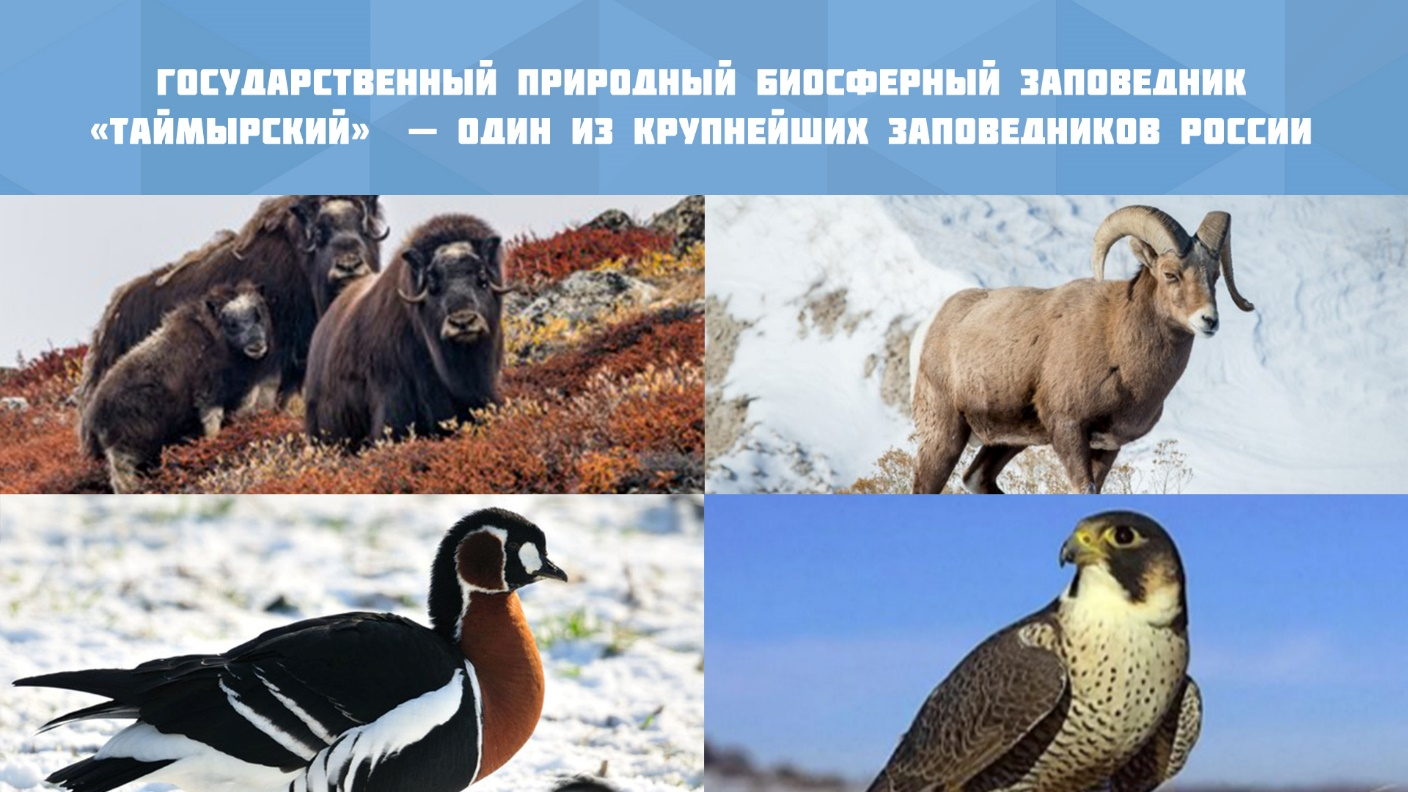 ГОСУДАРСТВЕННЫЙ ПРИРОДНЫЙ БИОСФЕРНЫЙ ЗАПОВЕДНИК
«ТАЙМЫРСКИЙ» — ОДИН ИЗ КРУПНЕЙШИХ ЗАПОВЕДНИКОВ РОССИИ